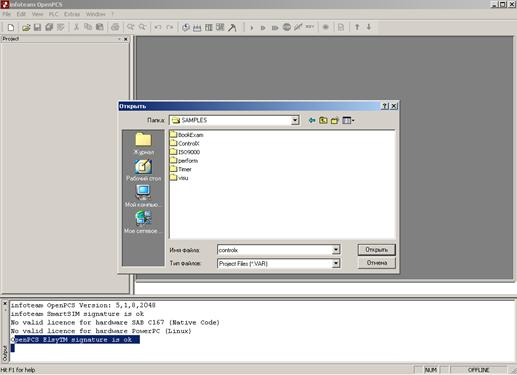 infoteam OpenPCS
File Edit View PLC Extras Window ?
Project
Открыть
Папка: SAMPLES
BookExam
ControlX
ISO9000
perform
Timer
visu
Журнал
Рабочий стол
Мой компью...
Мое сетевое ...
Имя файла: controlx Открыть
Тип файлов: Project Files (*.VAR) Отмена
infoteam OpenPCS Version: 5,1,8,2048
infoteam SmartSIM signature is ok
No valid licence for hardware SAB C167 (Native Code)
No valid licence for hardware PowerPC (Linux)
OpenPCS ElsyTM signature is ok
Output
Hit F1 for help NUM OFFLINE